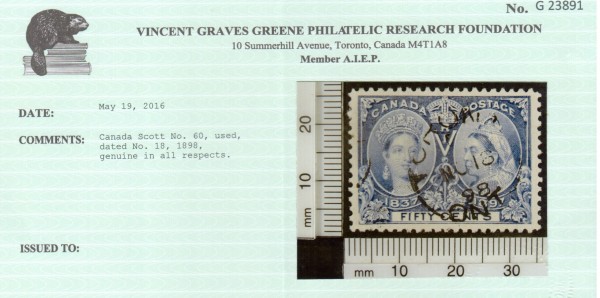 No. G 23891
VINCENT GRAVES GREENE PHILATELIC RESEARCH FOUNDATION
10 Summerhill Avenue, Toronto, Canada M4T1A8
Member A.I.E.P.
DATE: May 19, 2016
COMMENTS: Canada Scott No. 60, used,
dated No. 18, 1898,
genuine in all respects.
ISSUED TO:
CANADA POSTAGE
1837 1897
FIFTY CENTS
98
ONT
20
10
mm
mm 10 20 30